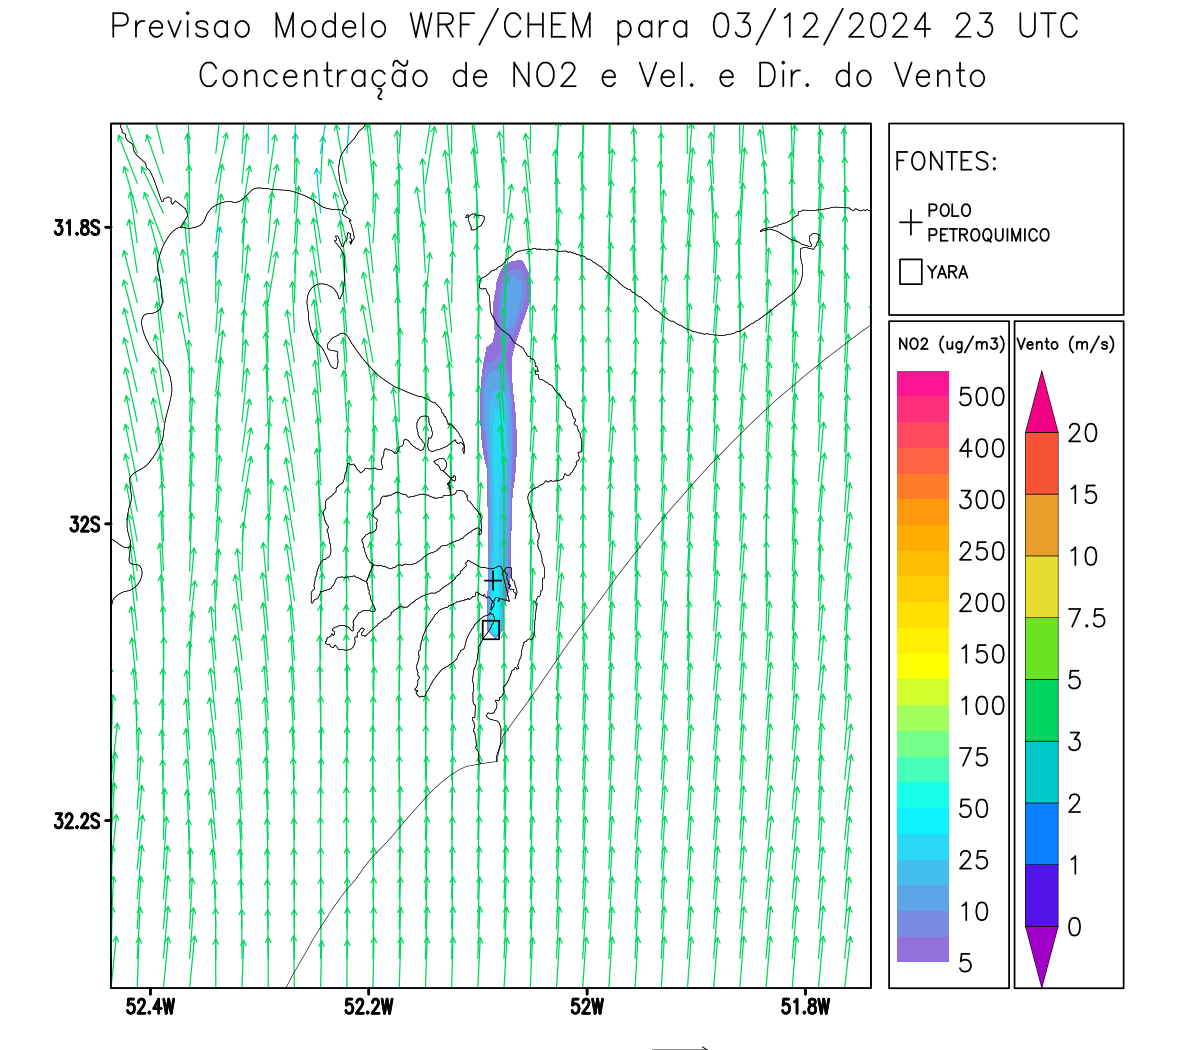 Previsao Modelo WRF/CHEM para 03/12/2024 23 UTC
Concentração de NO2 e Vel. e Dir. do Vento
FONTES:
POLO
PETROQUIMICO
YARA
NO2 (ug/m3)
500
400
300
250
200
150
100
75
50
25
10
5
Vento (m/s)
20
15
10
7.5
5
3
2
1
0
31.8S
32S
32.2S
52.4W
52.2W
52W
51.8W